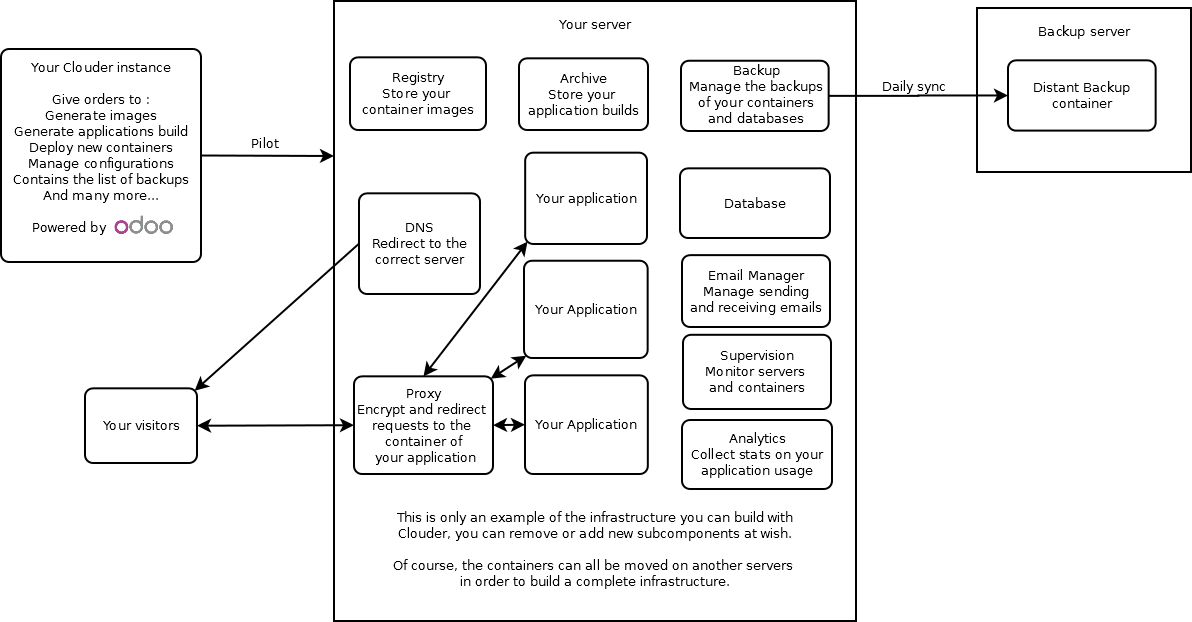 Your Clouder instance
Give orders to :
Generate images
Generate applications build
Deploy new containers
Manage configurations
Contains the list of backups
And many more...
Powered by odoo
Pilot
Your server
Registry
Store your
container images
Archive
Store your
application builds
Backup
Manage the backups
of your containers
and databases
Daily sync
Backup server
Distant Backup
container
DNS
Redirect to the
correct server
Your application
Database
Your Application
Email Manager
Manage sending
and receiving emails
Supervision
Monitor servers
and containers
Your visitors
Proxy
Encrypt and redirect
requests to the
container of
your application
Your Application
Analytics
Collect stats on your
application usage
This is only an example of the infrastructure you can build with
Clouder, you can remove or add new subcomponents at wish.
Of course, the containers can all be moved on another servers
in order to build a complete infrastructure.